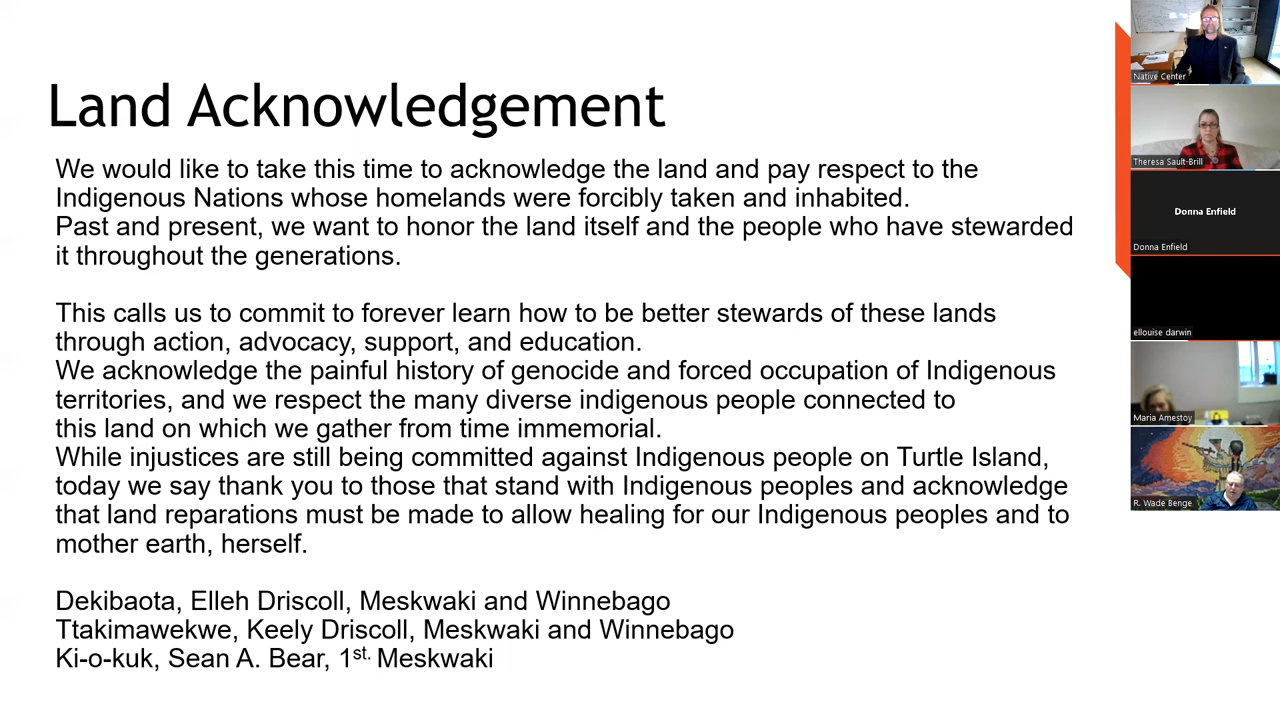 Land Acknowledgement
We would like to take this time to acknowledge the land and pay respect to the
Indigenous Nations whose homelands were forcibly taken and inhabited.
Past and present, we want to honor the land itself and the people who have stewarded
it throughout the generations.
This calls us to commit to forever learn how to be better stewards of these lands
through action, advocacy, support, and education.
We acknowledge the painful history of genocide and forced occupation of Indigenous
territories, and we respect the many diverse indigenous people connected to
this land on which we gather from time immemorial.
While injustices are still being committed against Indigenous people on Turtle Island,
today we say thank you to those that stand with Indigenous peoples and acknowledge
that land reparations must be made to allow healing for our Indigenous peoples and to
mother earth, herself.
Dekibaota, Elleh Driscoll, Meskwaki and Winnebago
Ttakimawekwe, Keely Driscoll, Meskwaki and Winnebago
Ki-o-kuk, Sean A. Bear, 1st. Meskwaki
Native Center
Theresa Sault-Brill
Donna Enfield
Donna Enfield
ellouise darwin
Maria Amestoy
R. Wade Benge